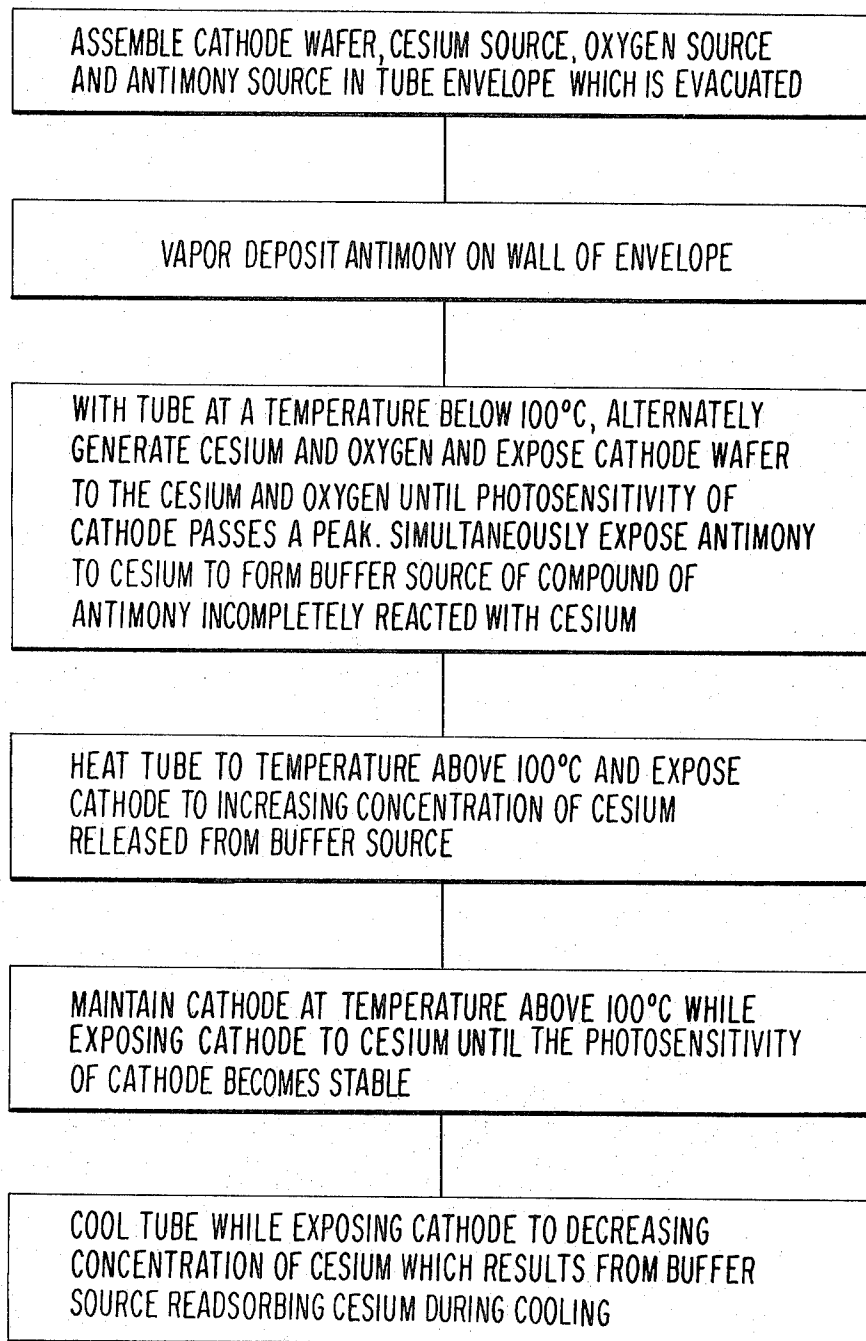 ASSEMBLE CATHODE WAFER, CESIUM SOURCE, OXYGEN SOURCE
AND ANTIMONY SOURCE IN TUBE ENVELOPE WHICH IS EVACUATED
VAPOR DEPOSIT ANTIMONY ON WALL OF ENVELOPE
WITH TUBE AT A TEMPERATURE BELOW 100°C, ALTERNATELY
GENERATE CESIUM AND OXYGEN AND EXPOSE CATHODE WAFER
TO THE CESIUM AND OXYGEN UNTIL PHOTOSENSITIVITY OF
CATHODE PASSES A PEAK. SIMULTANEOUSLY EXPOSE ANTIMONY
TO CESIUM TO FORM BUFFER SOURCE OF COMPOUND OF
ANTIMONY INCOMPLETELY REACTED WITH CESIUM
HEAT TUBE TO TEMPERATURE ABOVE 100°C AND EXPOSE
CATHODE TO INCREASING CONCENTRATION OF CESIUM
RELEASED FROM BUFFER SOURCE
MAINTAIN CATHODE AT TEMPERATURE ABOVE 100°C WHILE
EXPOSING CATHODE TO CESIUM UNTIL THE PHOTOSENSITIVITY
OF CATHODE BECOMES STABLE
COOL TUBE WHILE EXPOSING CATHODE TO DECREASING
CONCENTRATION OF CESIUM WHICH RESULTS FROM BUFFER
SOURCE READSORBING CESIUM DURING COOLING